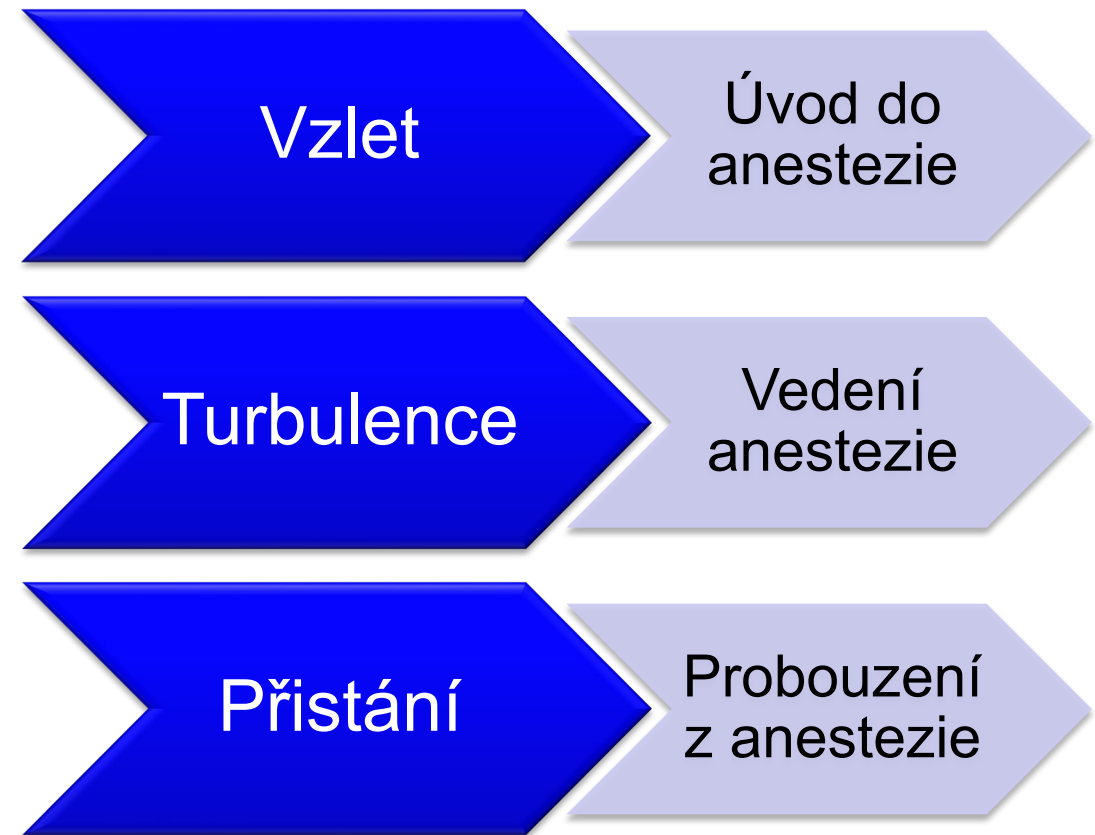 Vzlet
Úvod do
anestezie
Turbulence
Vedení
anestezie
Přistání
Probouzení
z anestezie